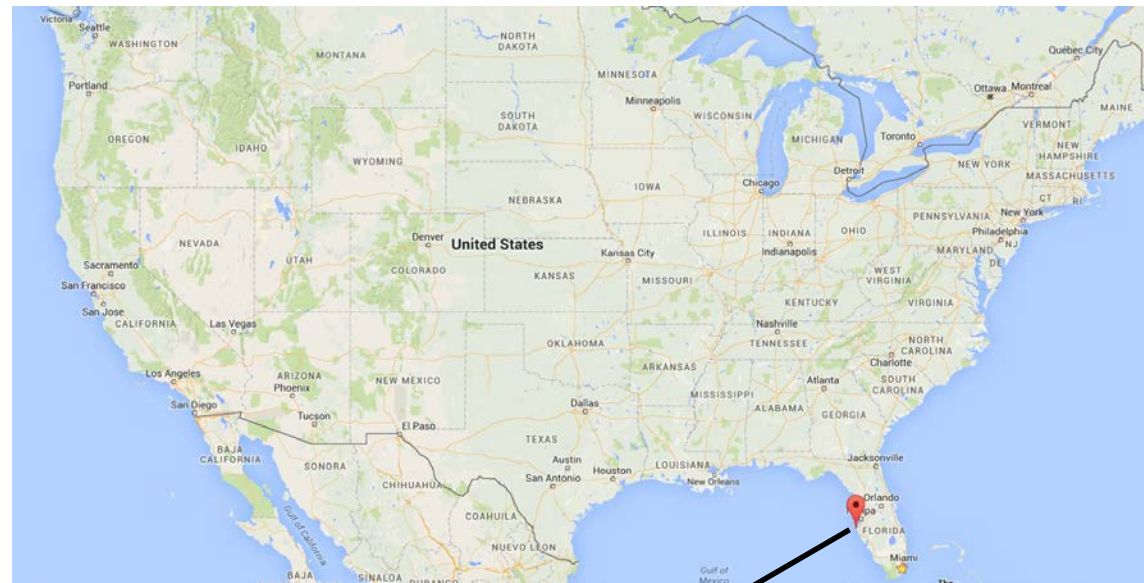 Victoria
Seattle
WASHINGTON
MONTANA
NORTH
DAKOTA
MINNESOTA
Québec City
Ottawa
Montreal
MAINE
Portland
Minneapolis
WISCONSIN
SOUTH
DAKOTA
VERMONT
OREGON
IDAHO
MICHIGAN
Toronto
NEW
HAMPSHIRE
WYOMING
NEW YORK
MASSACHUSETTS
Detroit
Chicago
IOWA
NEBRASKA
CT
RI
PENNSYLVANIA
New York
Denver
United States
ILLINOIS
INDIANA
OHIO
Philadelphia
NEVADA
UTAH
Kansas City
Indianapolis
MARYLAND
NJ
DE
Sacramento
COLORADO
KANSAS
MISSOURI
WEST
VIRGINIA
San Francisco
San Jose
KENTUCKY
VIRGINIA
CALIFORNIA
Las Vegas
Nashville
TENNESSEE
OKLAHOMA
NORTH
CAROLINA
Charlotte
ARKANSAS
Los Angeles
ARIZONA
Phoenix
NEW MEXICO
Atlanta
SOUTH
CAROLINA
MISSISSIPPI
San Diego
Dallas
ALABAMA
GEORGIA
Tucson
El Paso
TEXAS
BAJA
CALIFORNIA
SONORA
Austin
Houston
LOUISIANA
Jacksonville
San Antonio
New Orleans
CHIHUAHUA
Orlando
Gulf of California
COAHUILA
FLORIDA
NUEVO LEON
Miami
BAJA
SINALOA
DURANGO
Gulf of
Mexico
The